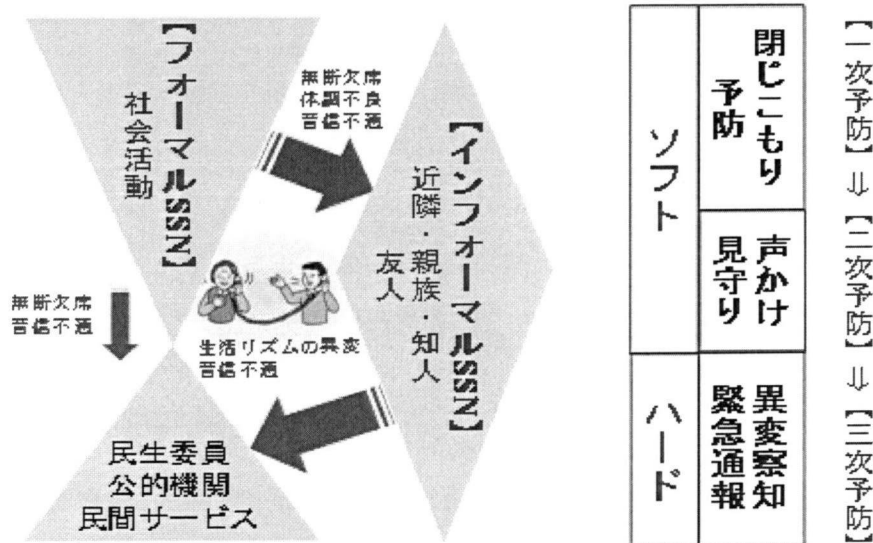 【フォーマルSSN】
社会活動
無断欠席
体調不良
音信不通
【インフォーマルSSN】
近隣・親族・知人
友人
無断欠席
音信不通
生活リズムの異変
音信不通
民生委員
公的機関
民間サービス
ソフト
閉じこもり
予防
声かけ
見守り
ハード
異変察知
緊急通報
【一次予防】⇓【二次予防】⇓【三次予防】